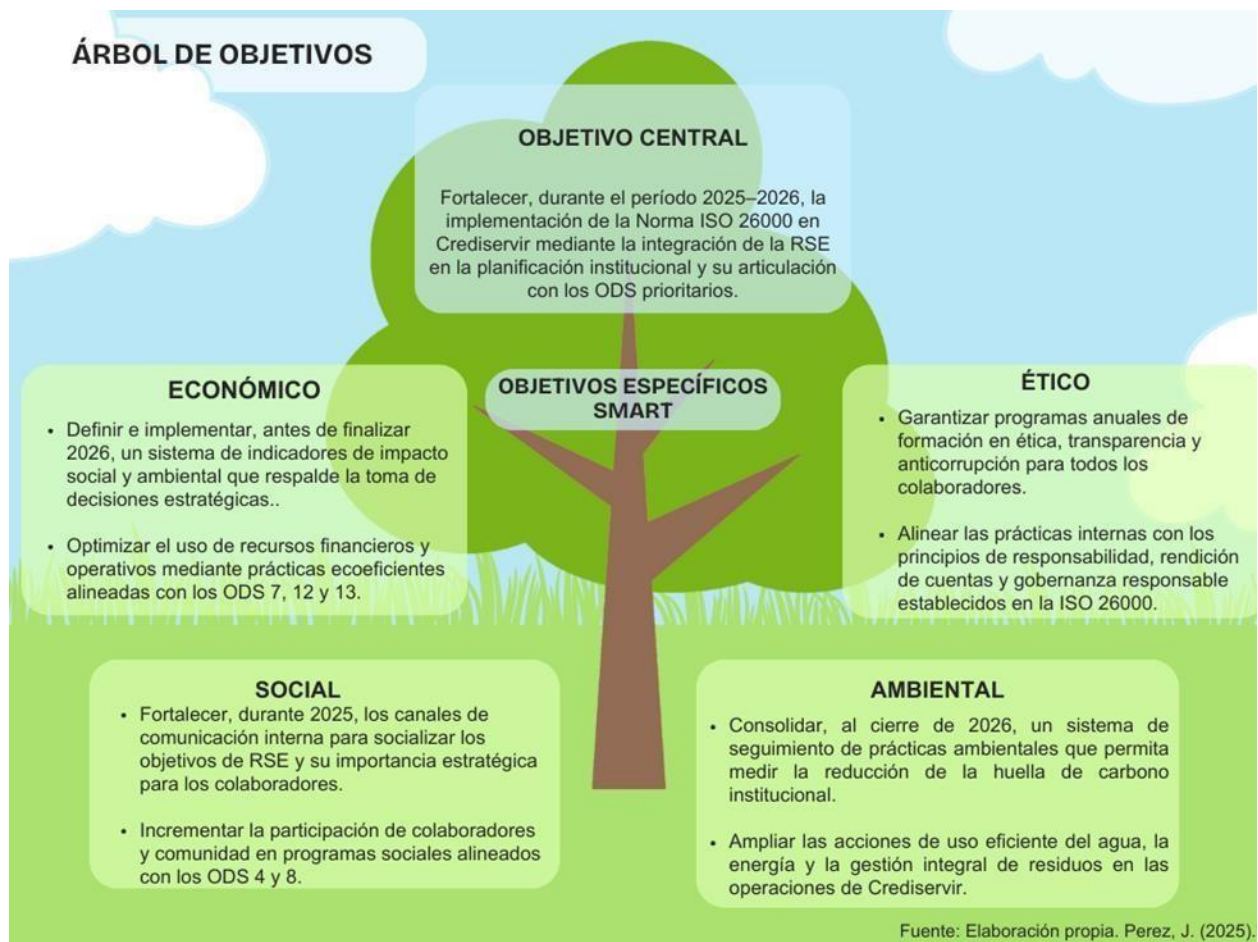 ÁRBOL DE OBJETIVOS
OBJETIVO CENTRAL
Fortalecer, durante el período 2025–2026, la
implementación de la Norma ISO 26000 en
Crediservir mediante la integración de la RSE
en la planificación institucional y su articulación
con los ODS prioritarios.
OBJETIVOS ESPECÍFICOS
SMART
ECONÓMICO
• Definir e implementar, antes de finalizar
2026, un sistema de indicadores de impacto
social y ambiental que respalde la toma de
decisiones estratégicas..
• Optimizar el uso de recursos financieros y
operativos mediante prácticas ecoeficientes
alineadas con los ODS 7, 12 y 13.
ÉTICO
• Garantizar programas anuales de
formación en ética, transparencia y
anticorrupción para todos los
colaboradores.
• Alinear las prácticas internas con los
principios de responsabilidad, rendición
de cuentas y gobernanza responsable
establecidos en la ISO 26000.
SOCIAL
• Fortalecer, durante 2025, los canales de
comunicación interna para socializar los
objetivos de RSE y su importancia estratégica
para los colaboradores.
• Incrementar la participación de colaboradores
y comunidad en programas sociales alineados
con los ODS 4 y 8.
AMBIENTAL
• Consolidar, al cierre de 2026, un sistema de
seguimiento de prácticas ambientales que permita
medir la reducción de la huella de carbono
institucional.
• Ampliar las acciones de uso eficiente del agua, la
energía y la gestión integral de residuos en las
operaciones de Crediservir.
Fuente: Elaboración propia. Perez, J. (2025).